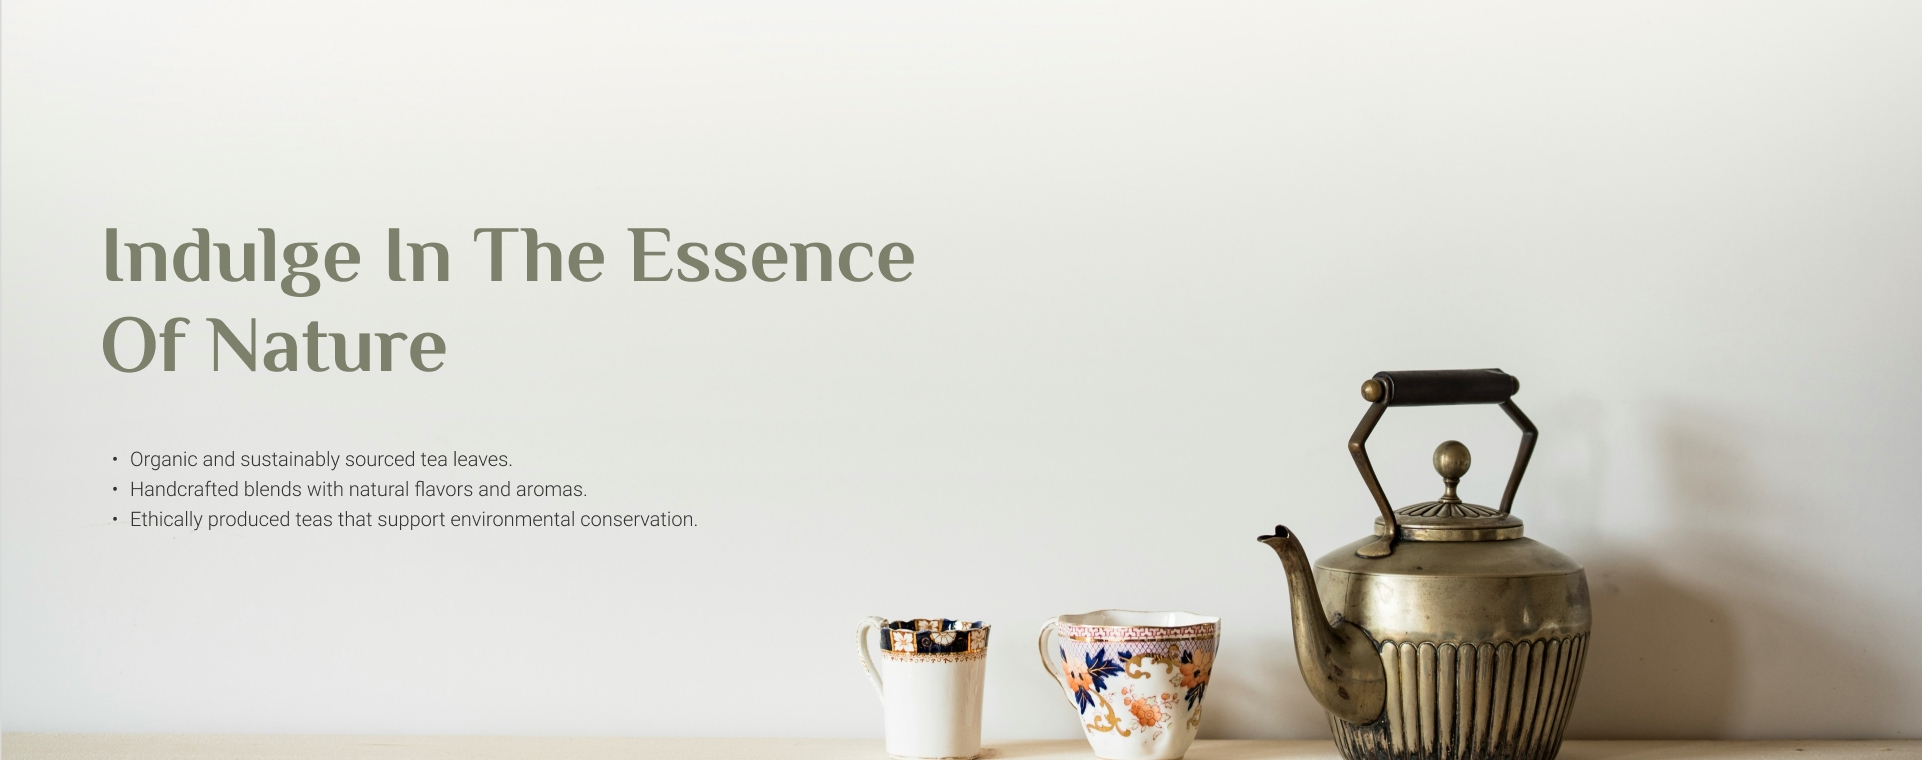 Indulge In The Essence
Of Nature
• Organic and sustainably sourced tea leaves.
• Handcrafted blends with natural flavors and aromas.
• Ethically produced teas that support environmental conservation.